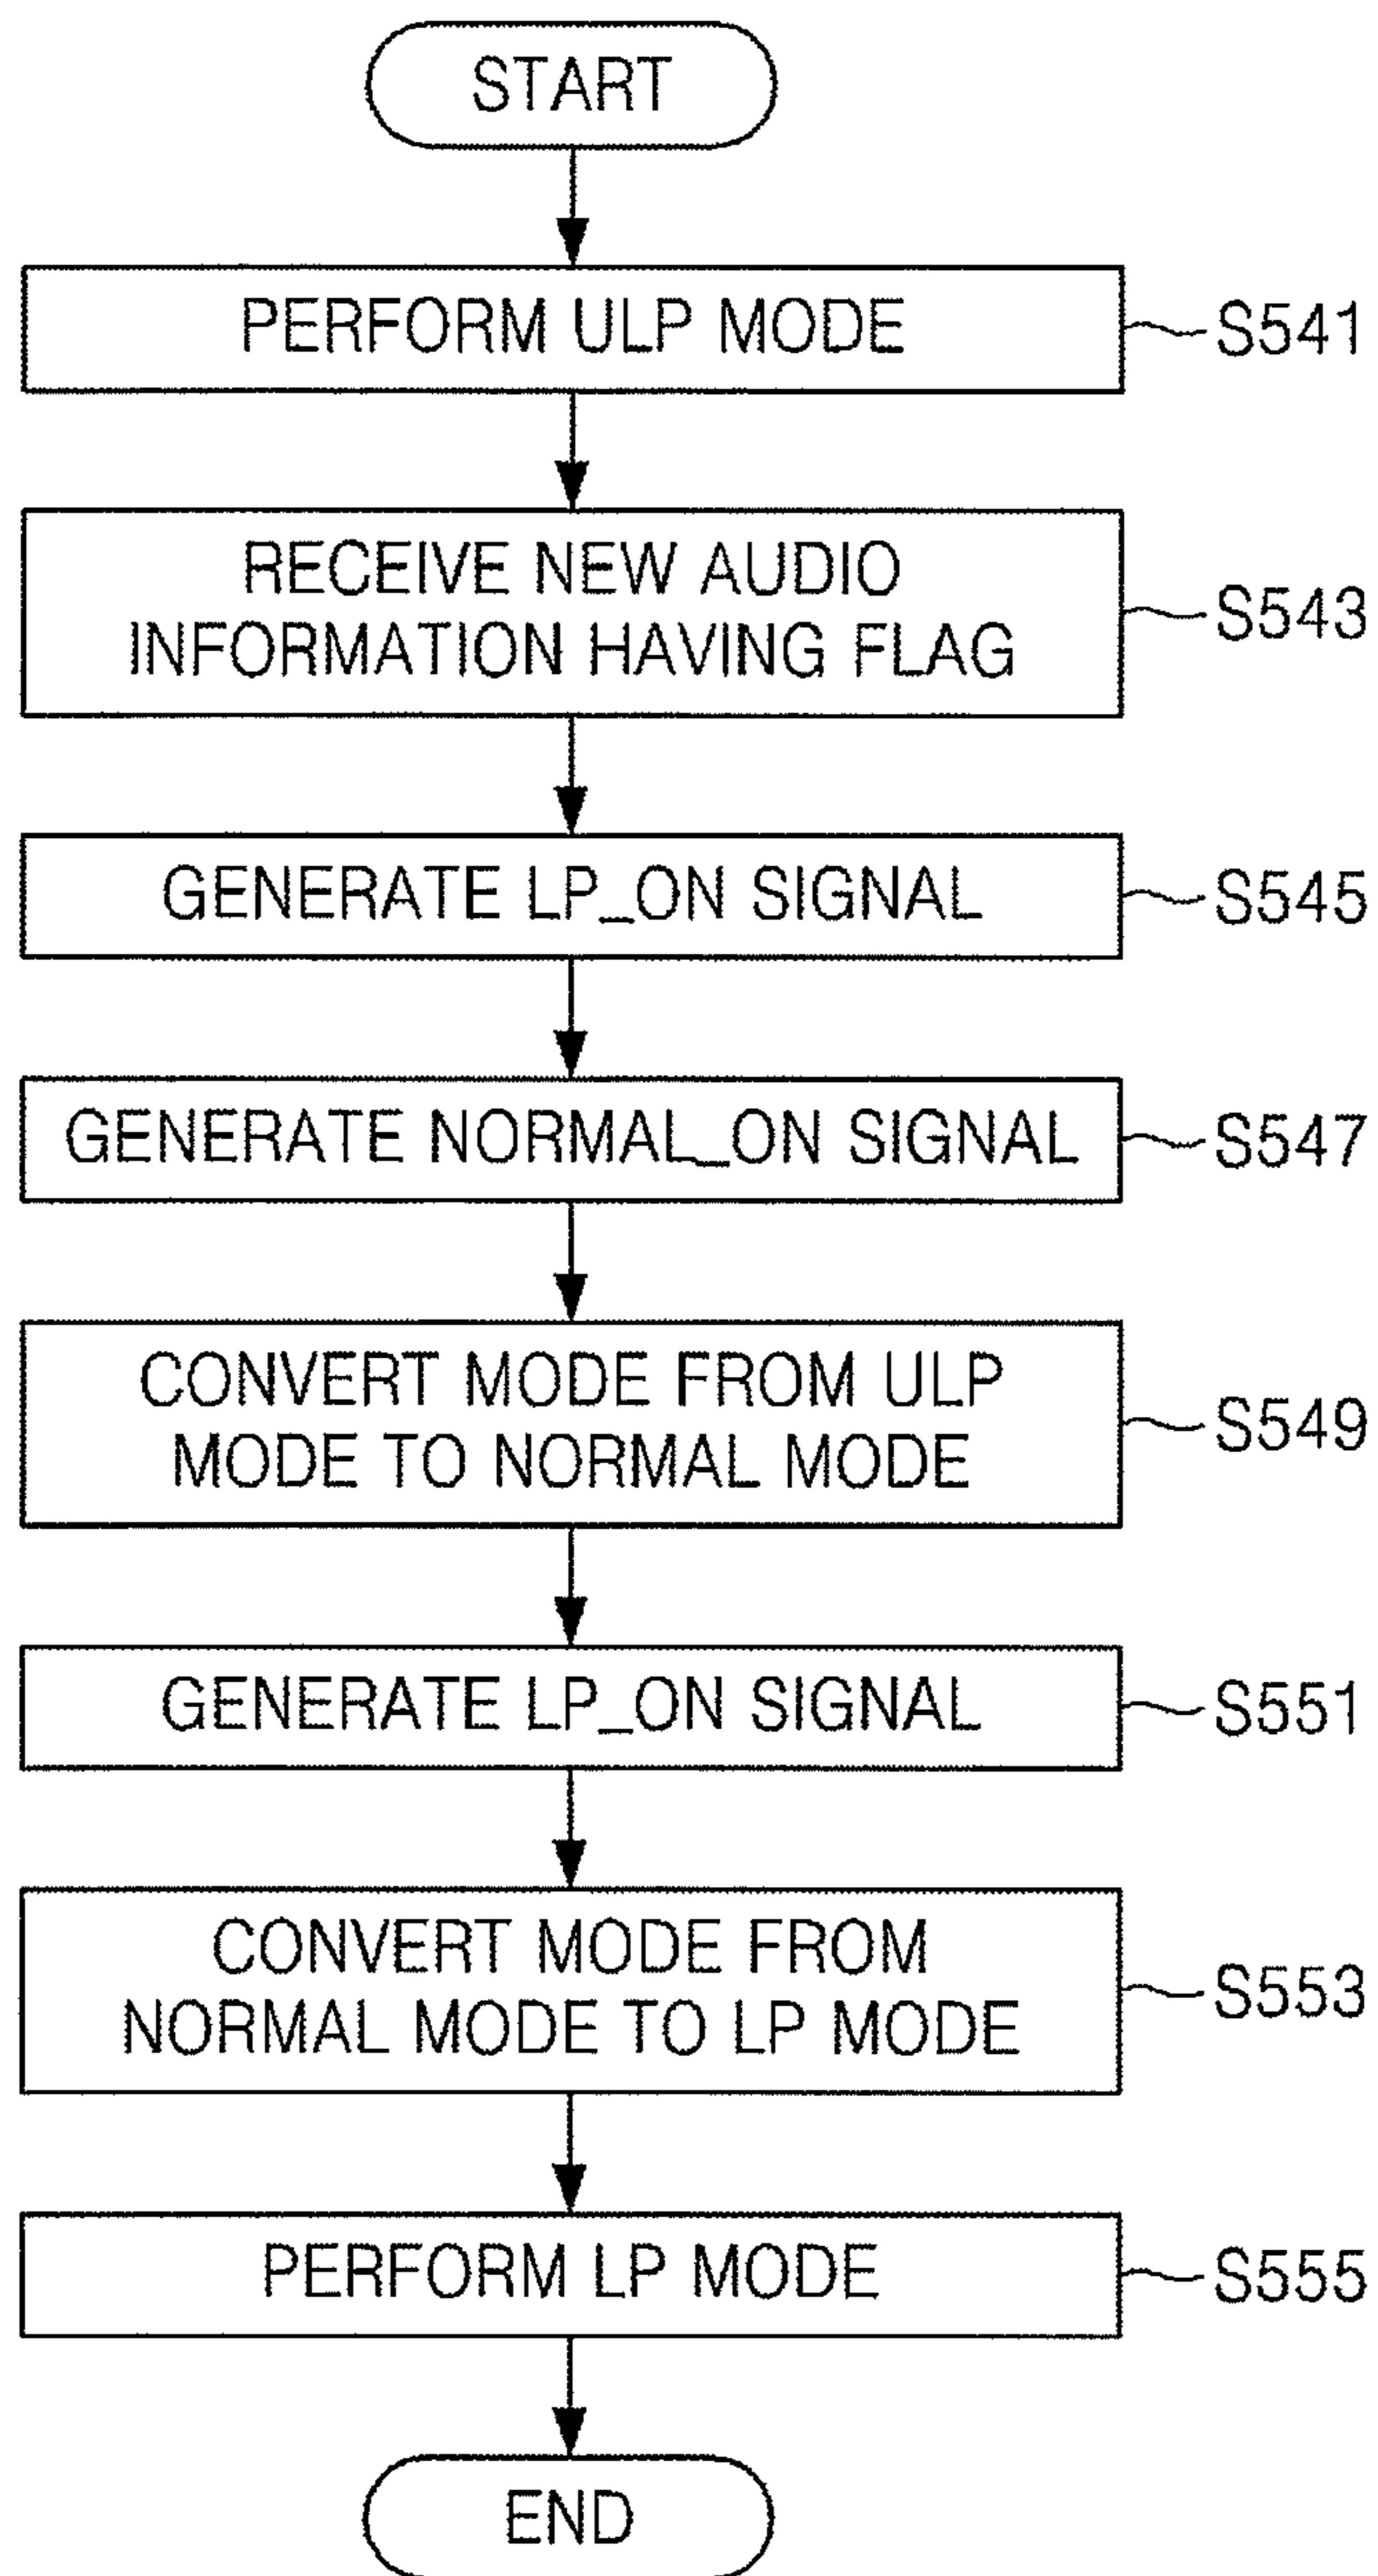 START
PERFORM ULP MODE
S541
RECEIVE NEW AUDIO
INFORMATION HAVING FLAG
S543
GENERATE LP_ON SIGNAL
S545
GENERATE NORMAL_ON SIGNAL
S547
CONVERT MODE FROM ULP
MODE TO NORMAL MODE
S549
GENERATE LP_ON SIGNAL
S551
CONVERT MODE FROM
NORMAL MODE TO LP MODE
S553
PERFORM LP MODE
S555
END